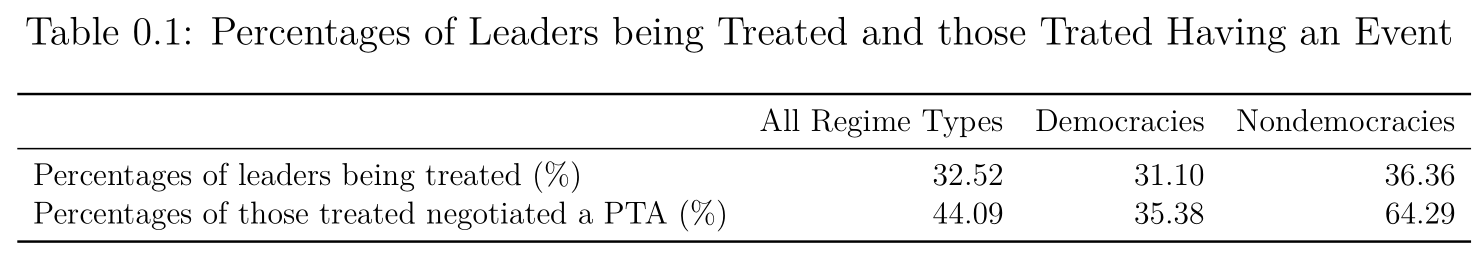 Table 0.1: Percentages of Leaders being Treated and those Trated Having an Event
All Regime Types Democracies Nondemocracies
Percentages of leaders being treated (%) 32.52 31.10 36.36
Percentages of those treated negotiated a PTA (%) 44.09 35.38 64.29